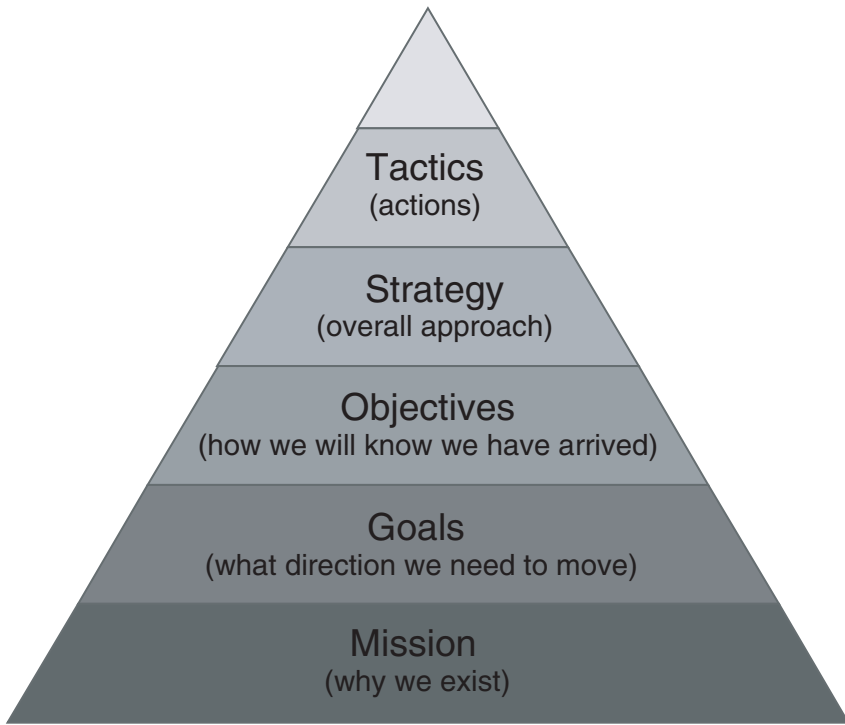 Tactics
(actions)
Strategy
(overall approach)
Objectives
(how we will know we have arrived)
Goals
(what direction we need to move)
Mission
(why we exist)